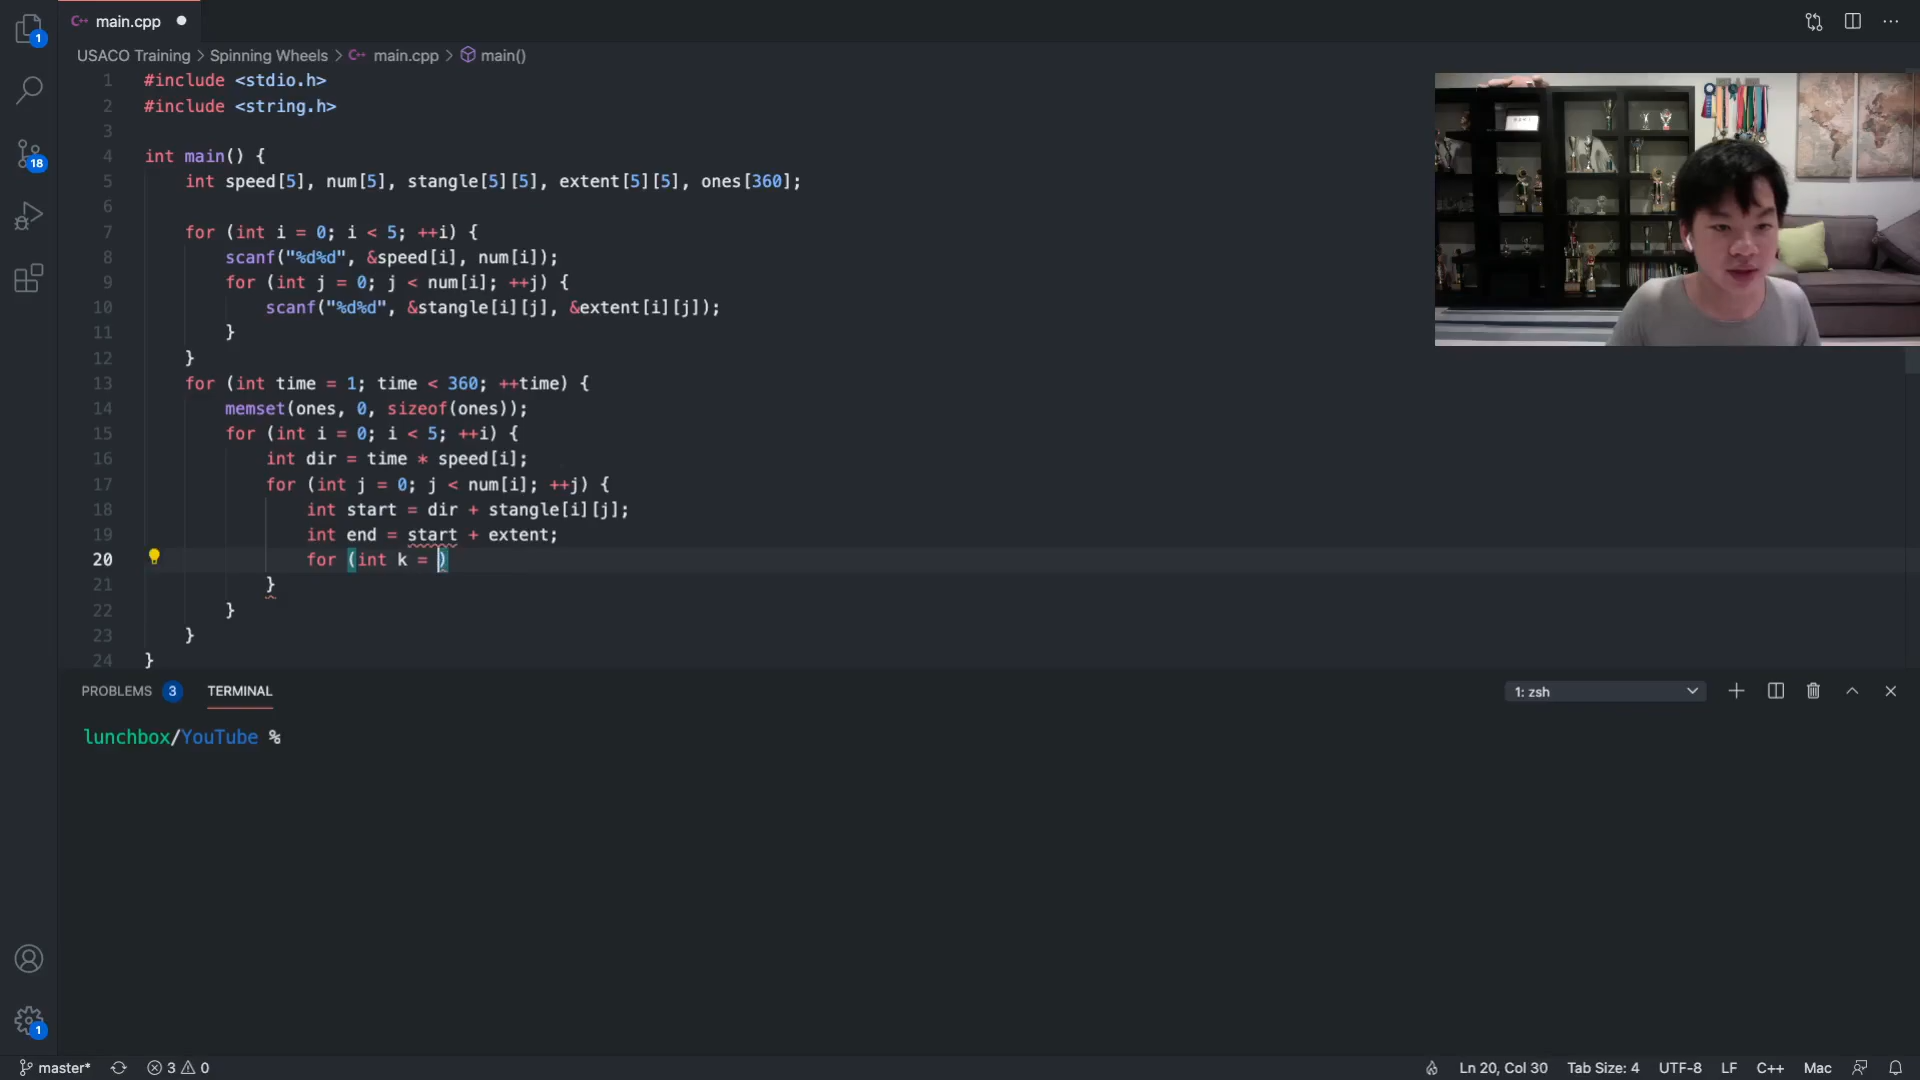 main.cpp
1
USACO Training > Spinning Wheels > main.cpp > main()
1 #include <stdio.h>
2 #include <string.h>
3
4 int main() {
5 int speed[5], num[5], stangle[5][5], extent[5][5], ones[360];
6
7 for (int i = 0; i < 5; ++i) {
8 scanf("%d%d", &speed[i], num[i]);
9 for (int j = 0; j < num[i]; ++j) {
10 scanf("%d%d", &stangle[i][j], &extent[i][j]);
11 }
12 }
13 for (int time = 1; time < 360; ++time) {
14 memset(ones, 0, sizeof(ones));
15 for (int i = 0; i < 5; ++i) {
16 int dir = time * speed[i];
17 for (int j = 0; j < num[i]; ++j) {
18 int start = dir + stangle[i][j];
19 int end = start + extent;
20 for (int k = )
21 }
22 }
23 }
24 }
18
PROBLEMS 3 TERMINAL
1: zsh
lunchbox/YouTube %
1
master* 3 0 Ln 20, Col 30 Tab Size: 4 UTF-8 LF C++ Mac